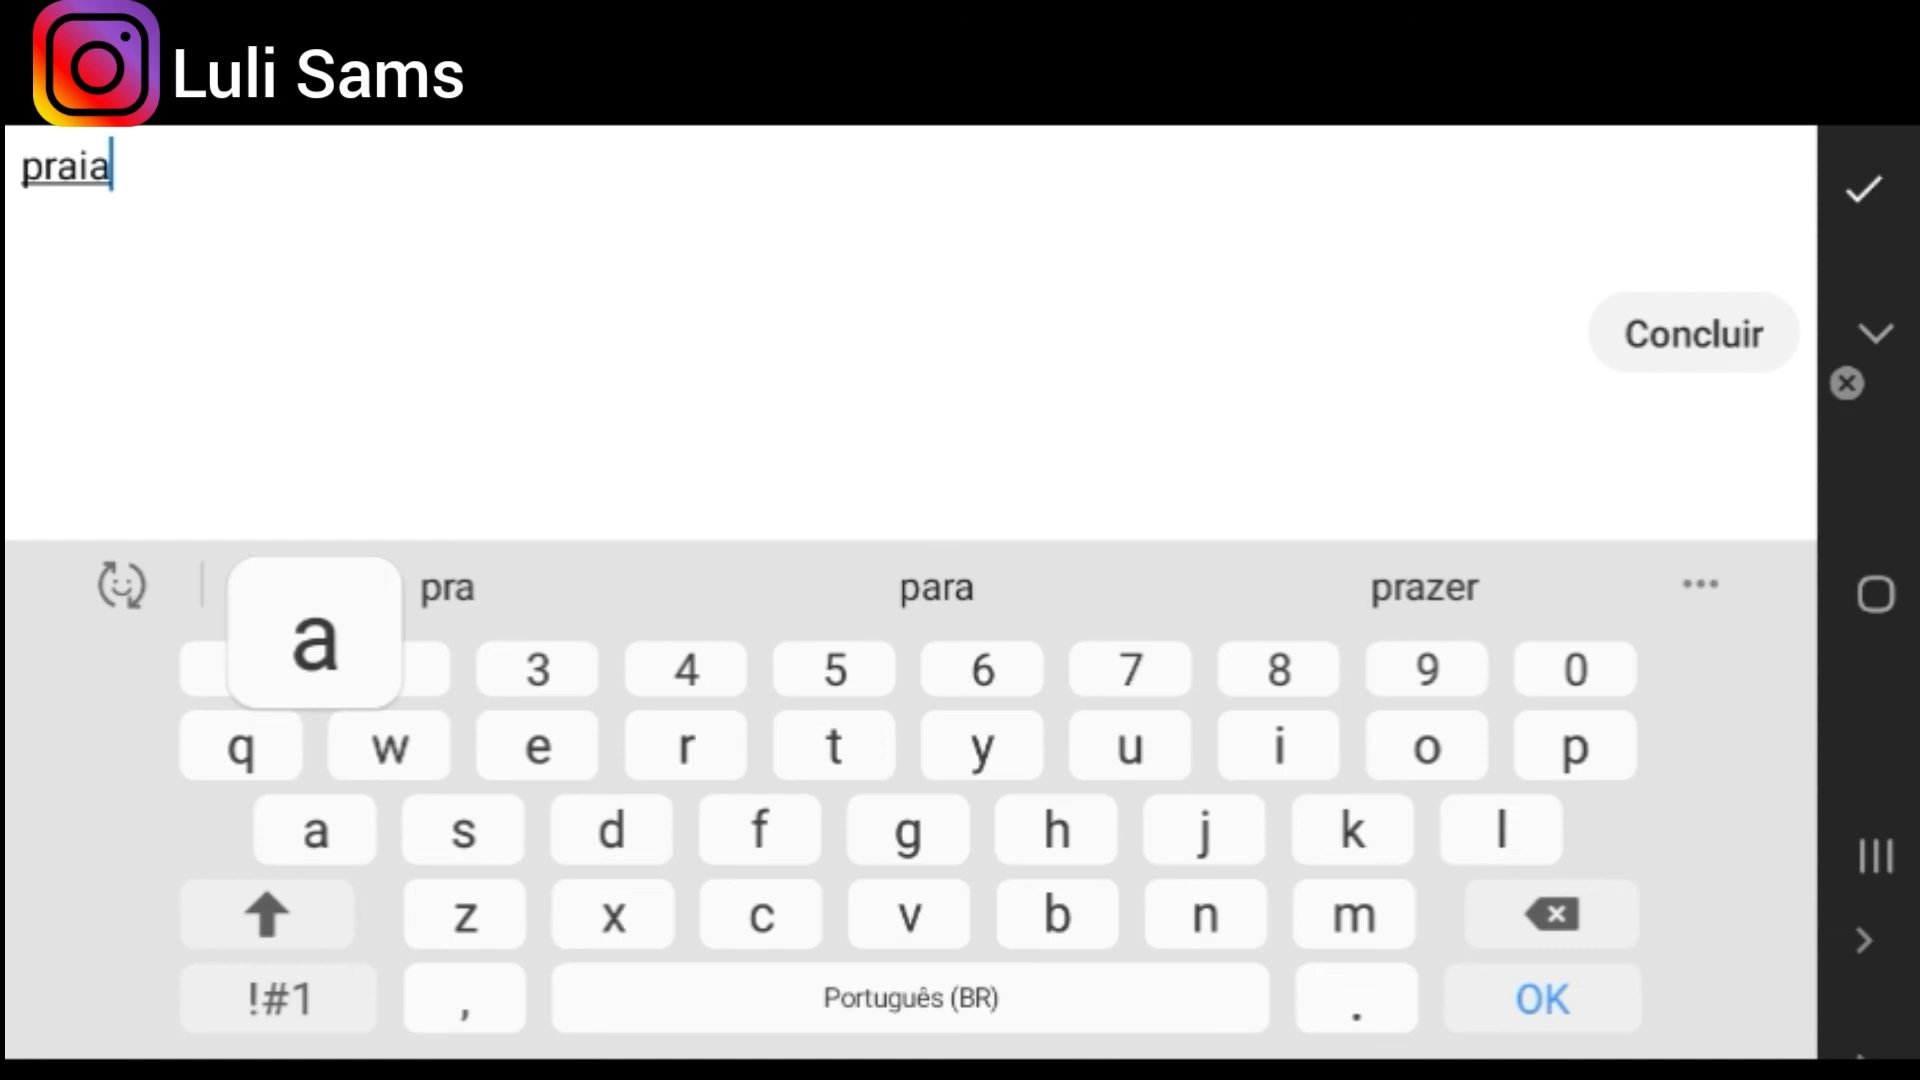 Luli Sams
praia
Concluir
pra para prazer
a
3 4 5 6 7 8 9 0
q w e r t y u i o p
a s d f g h j k l
z x c v b n m
!#1 , Português (BR) . OK